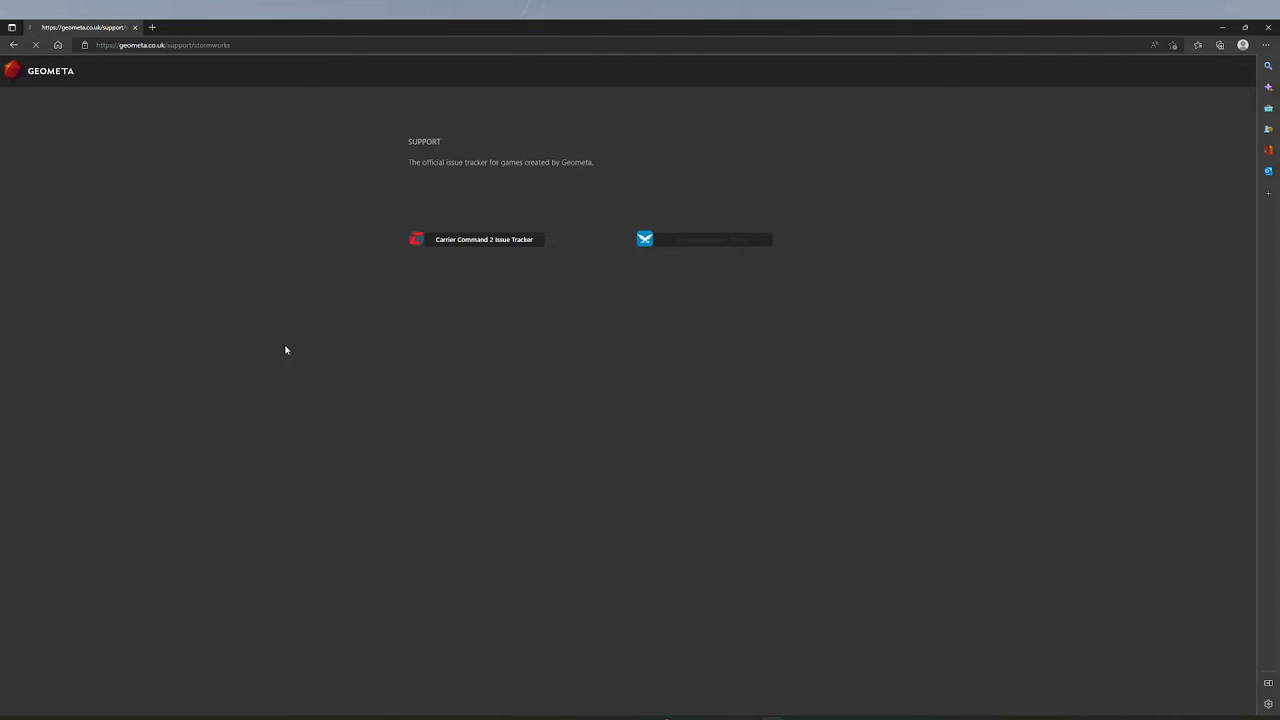 https://geometa.co.uk/support/
https://geometa.co.uk/support/stormworks
GEOMETA
SUPPORT
The official issue tracker for games created by Geometa.
Carrier Command 2 Issue Tracker